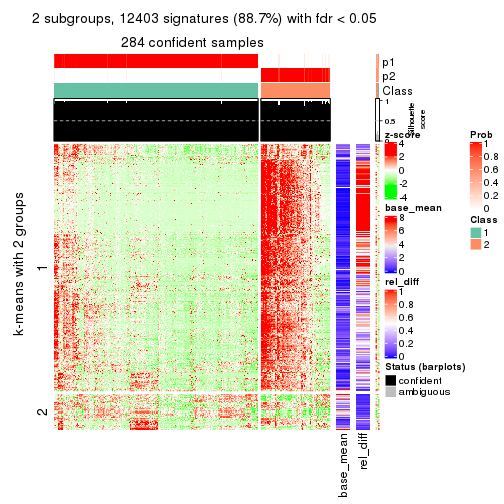 2 subgroups, 12403 signatures (88.7%) with fdr < 0.05
284 confident samples
p1
p2
Class
1
0.5
0
Silhouette
score
k-means with 2 groups
1
2
base_mean
rel_diff
z-score
4
2
0
-2
-4
base_mean
8
6
4
2
0
rel_diff
1
0.8
0.6
0.4
0.2
0
Status (barplots)
confident
ambiguous
Prob
1
0.8
0.6
0.4
0.2
0
Class
1
2